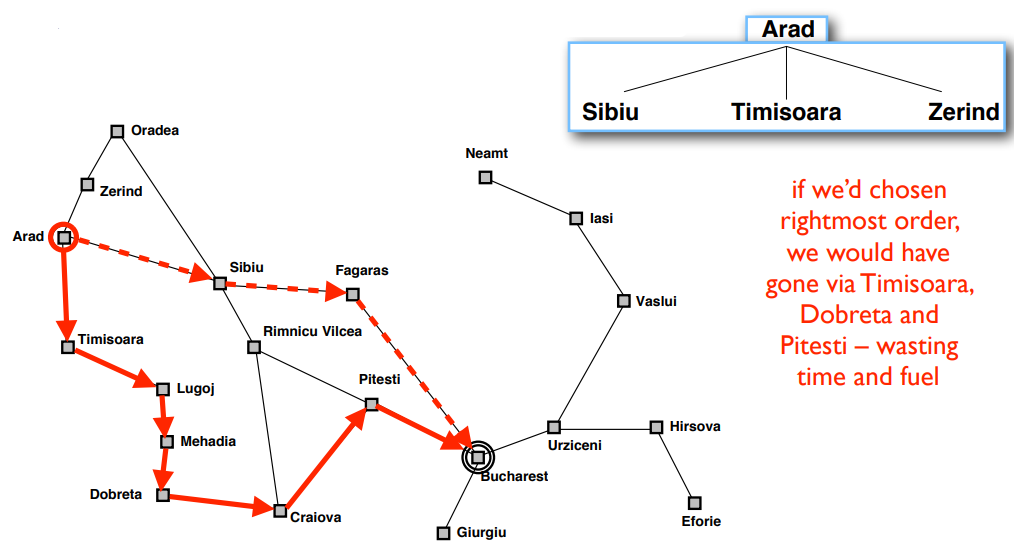 Arad
Sibiu Timisoara Zerind
Oradea
Neamt
Zerind
if we'd chosen
rightmost order,
we would have
gone via Timisoara,
Dobreta and
Pitesti – wasting
time and fuel
Iasi
Arad
Sibiu
Fagaras
Vaslui
Timisoara
Rimnicu Vilcea
Pitesti
Lugoj
Hirsova
Mehadia
Urziceni
Bucharest
Dobreta
Craiova
Eforie
Giurgiu